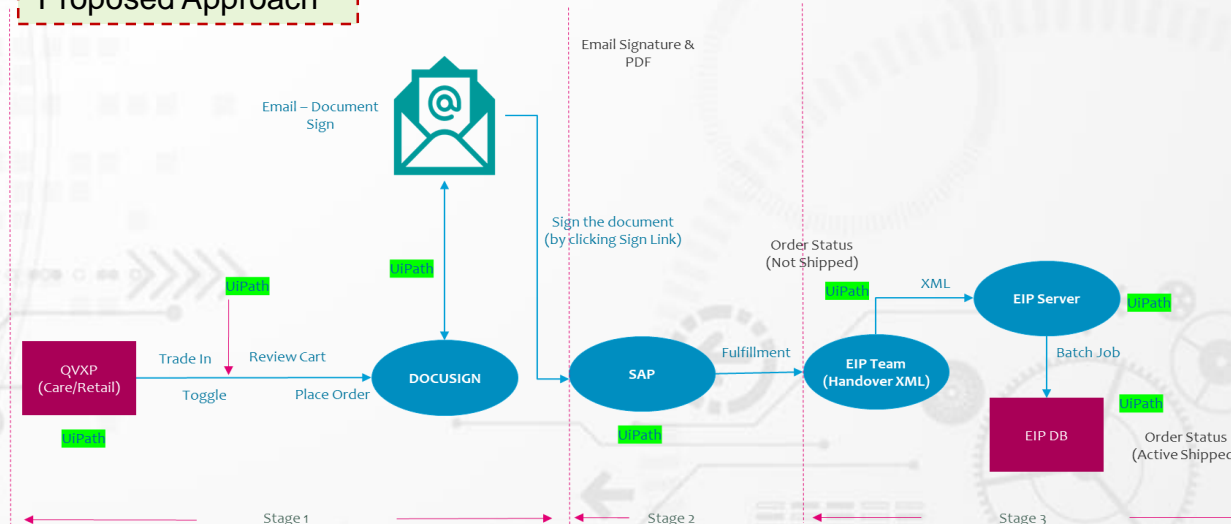 Proposed Approach
Email Signature &
PDF
Email – Document
Sign
Sign the document
(by clicking Sign Link)
Order Status
(Not Shipped)
UiPath
UiPath
UiPath
XML
EIP Server
UiPath
QVXP
(Care/Retail)
Trade In
Review Cart
Toggle
Place Order
DOCUSIGN
SAP
Fulfillment
EIP Team
(Handover XML)
Batch Job
UiPath
UiPath
UiPath
EIP DB
Order Status
(Active Shipped
Stage 1
Stage 2
Stage 3